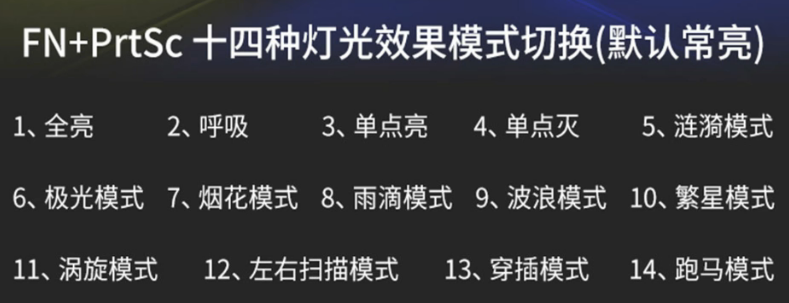 FN+PrtSc 十四种灯光效果模式切换(默认常亮)
1、全亮 2、呼吸 3、单点亮 4、单点灭 5、涟漪模式
6、极光模式 7、烟花模式 8、雨滴模式 9、波浪模式 10、繁星模式
11、涡旋模式 12、左右扫描模式 13、穿插模式 14、跑马模式